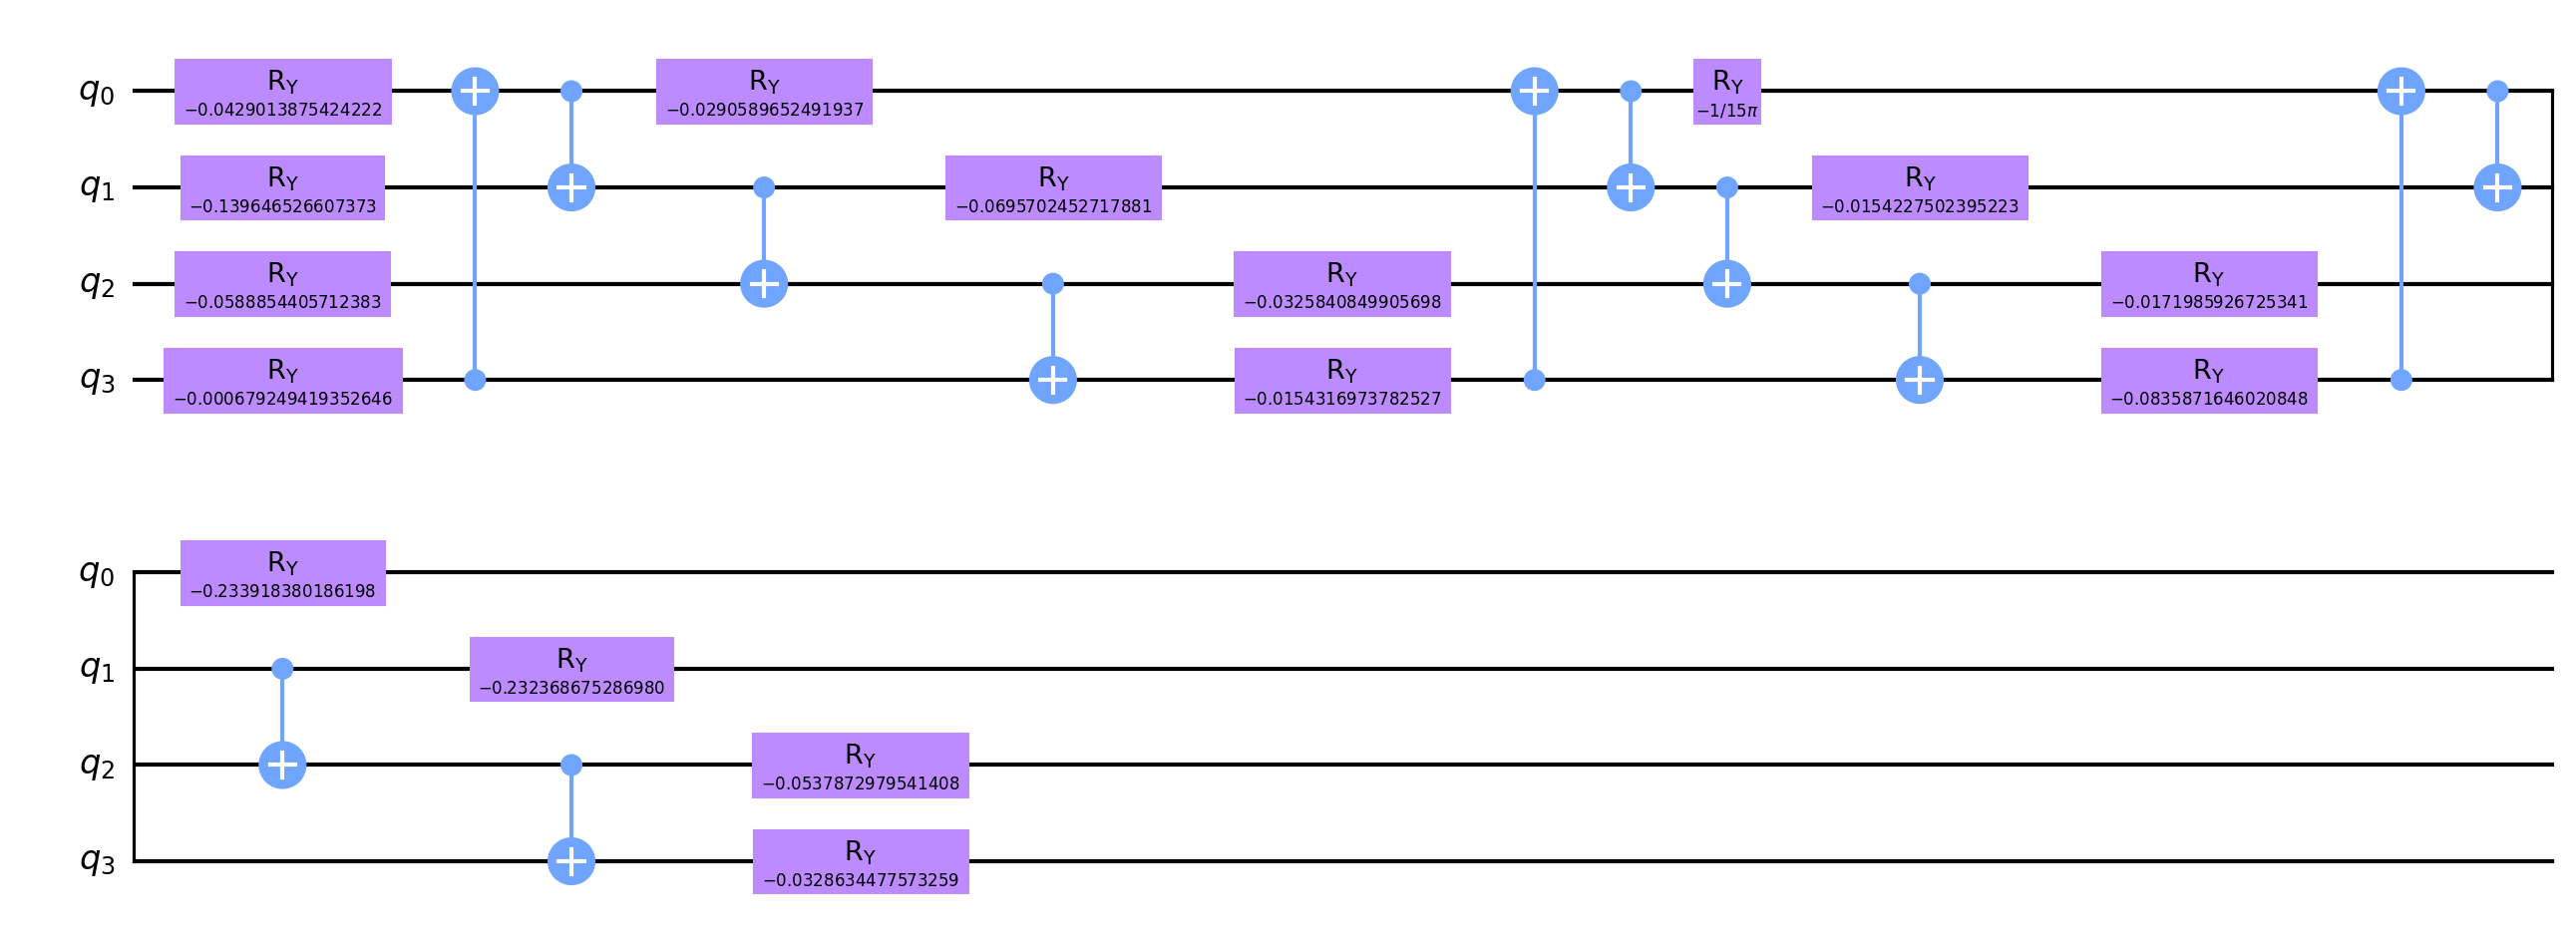 q0 RY −0.0429013875424222 RY −0.0290589652491937 RY −1/15π
q1 RY −0.139646526607373 RY −0.0695702452717881 RY −0.0154227502395223
q2 RY −0.0588854405712383 RY −0.0325840849905698 RY −0.0171985926725341
q3 RY −0.000679249419352646 RY −0.0154316973782527 RY −0.0835871646020848
q0 RY −0.233918380186198
q1 RY −0.232368675286980
q2 RY −0.0537872979541408
q3 RY −0.0328634477573259